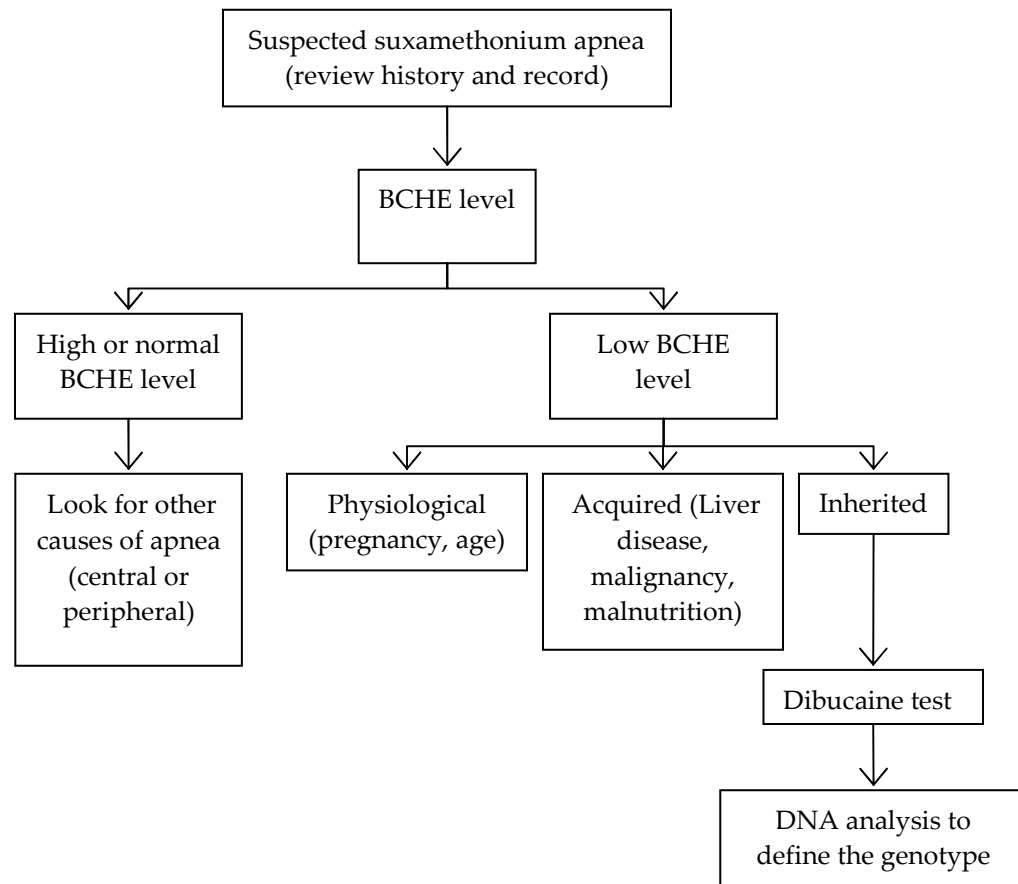 Suspected suxamethonium apnea
(review history and record)
BCHE level
High or normal
BCHE level
Low BCHE
level
Look for other
causes of apnea
(central or
peripheral)
Physiological
(pregnancy, age)
Acquired (Liver
disease,
malignancy,
malnutrition)
Inherited
Dibucaine test
DNA analysis to
define the genotype